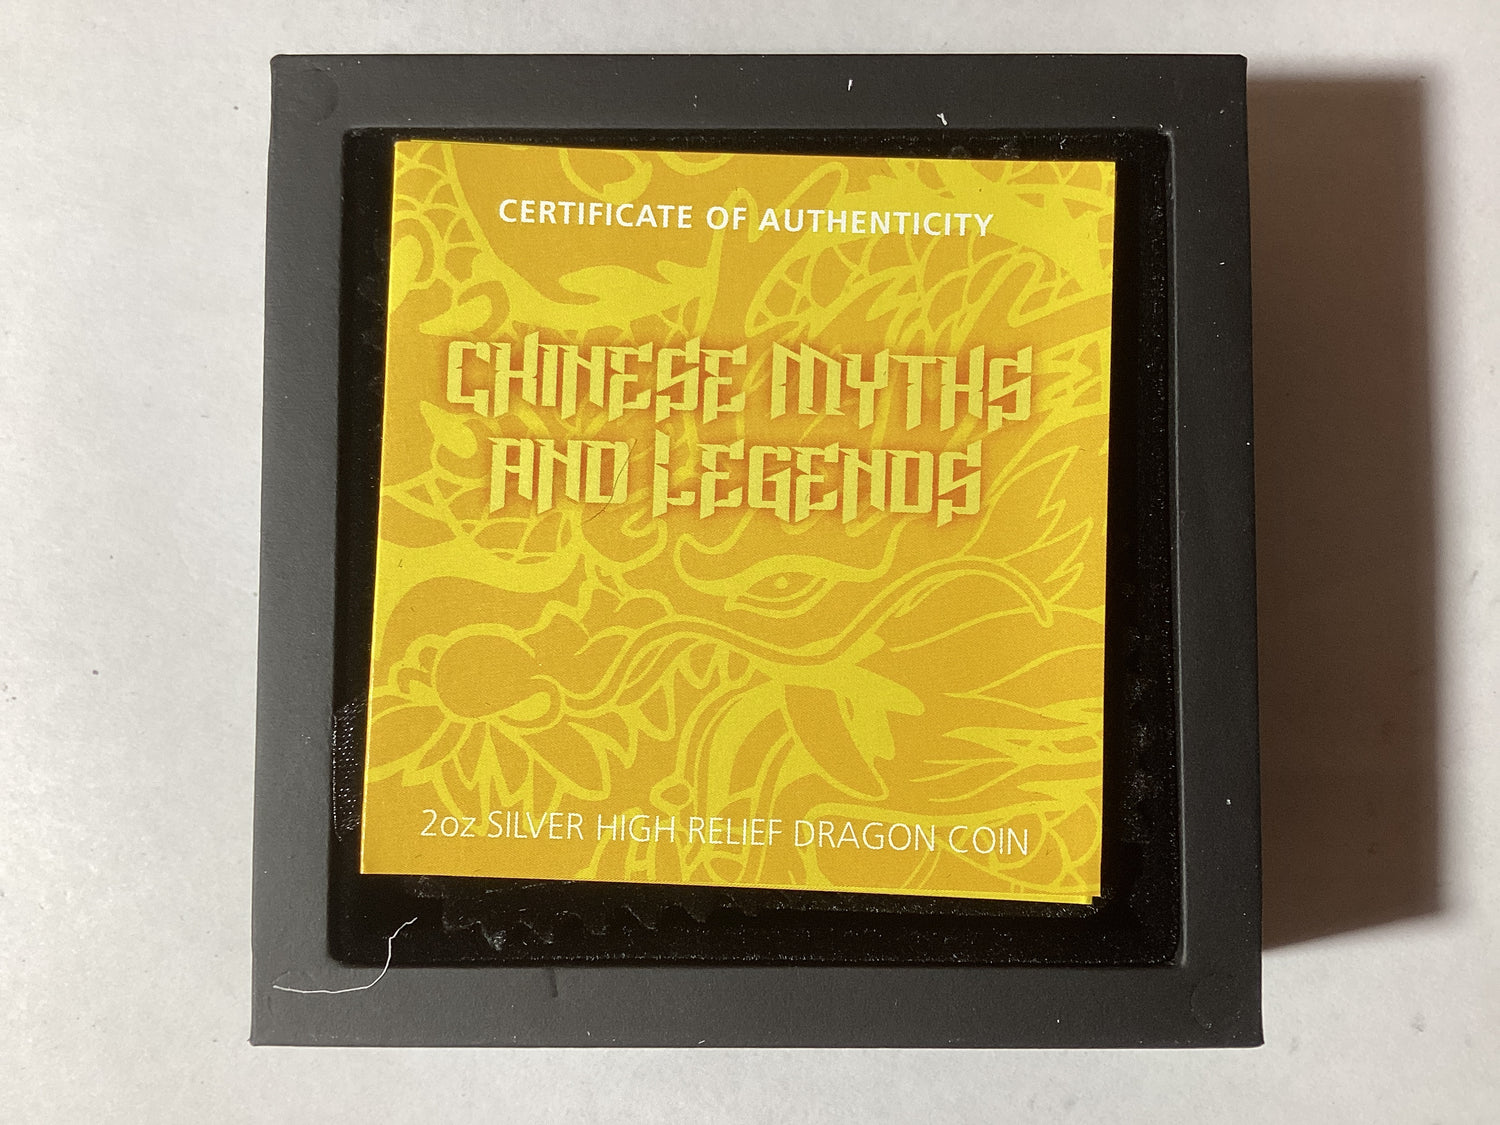 CERTIFICATE OF AUTHENTICITY
CHINESE MYTHS
AND LEGENDS
2oz SILVER HIGH RELIEF DRAGON COIN